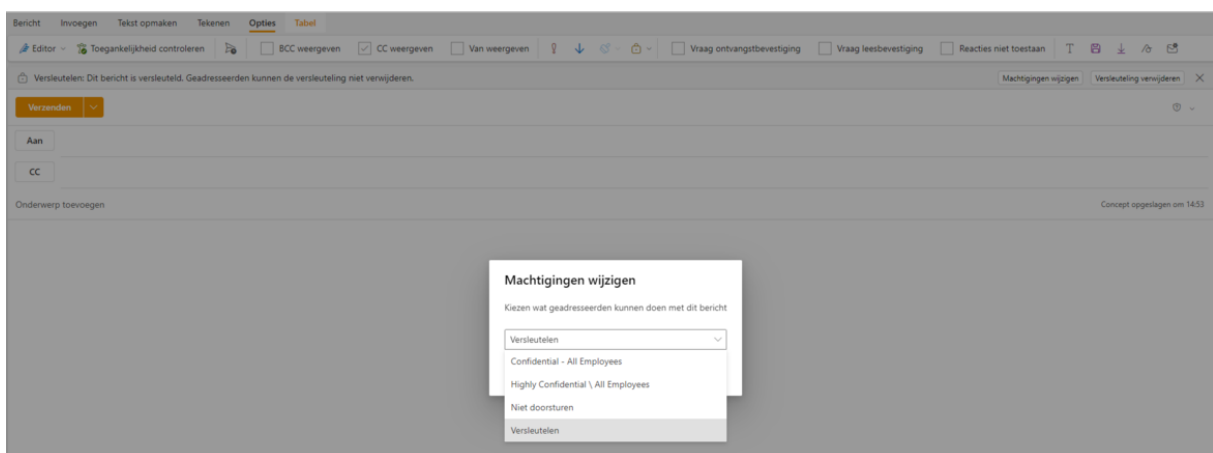 Bericht Invoegen Tekst opmaken Tekenen Opties Tabel
Editor Toegankelijkheid controleren BCC weergeven CC weergeven Van weergeven Vraag ontvangstbevestiging Vraag leesbevestiging Reacties niet toestaan
Versleutelen: Dit bericht is versleuteld. Geadresseerden kunnen de versleuteling niet verwijderen. Machtigingen wijzigen Versleuteling verwijderen
Verzenden
Aan
CC
Onderwerp toevoegen Concept opgeslagen om 14:53
Machtigingen wijzigen
Kiezen wat geadresseerden kunnen doen met dit bericht
Versleutelen
Confidential - All Employees
Highly Confidential \ All Employees
Niet doorsturen
Versleutelen